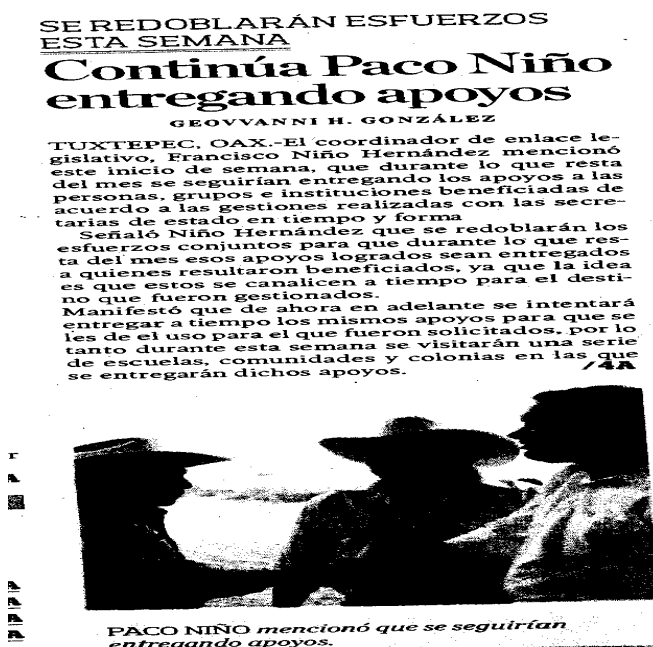 SE REDOBLARÁN ESFUERZOS
ESTA SEMANA
Continúa Paco Niño
entregando apoyos
GEOVVANNI H. GONZÁLEZ
TUXTEPEC, OAX.-El coordinador de enlace le-
gislativo, Francisco Niño Hernández mencionó
este inicio de semana, que durante lo que resta
del mes se seguirían entregando los apoyos a las
personas, grupos e instituciones beneficiadas de
acuerdo a las gestiones realizadas con las secre-
tarias de estado en tiempo y forma
Señaló Niño Hernández que se redoblarán los
esfuerzos conjuntos para que durante lo que res-
ta del mes esos apoyos logrados sean entregados
a quienes resultaron beneficiados, ya que la idea
es que estos se canalicen a tiempo para el desti-
no que fueron gestionados.
Manifestó que de ahora en adelante se intentará
entregar a tiempo los mismos apoyos para que se
les de el uso para el que fueron solicitados, por lo
tanto durante esta semana se visitarán una serie
de escuelas, comunidades y colonias en las que
se entregarán dichos apoyos. /4A
r
A
A
A
A
A
PACO NIÑO mencionó que se seguirían
entregando apoyos.